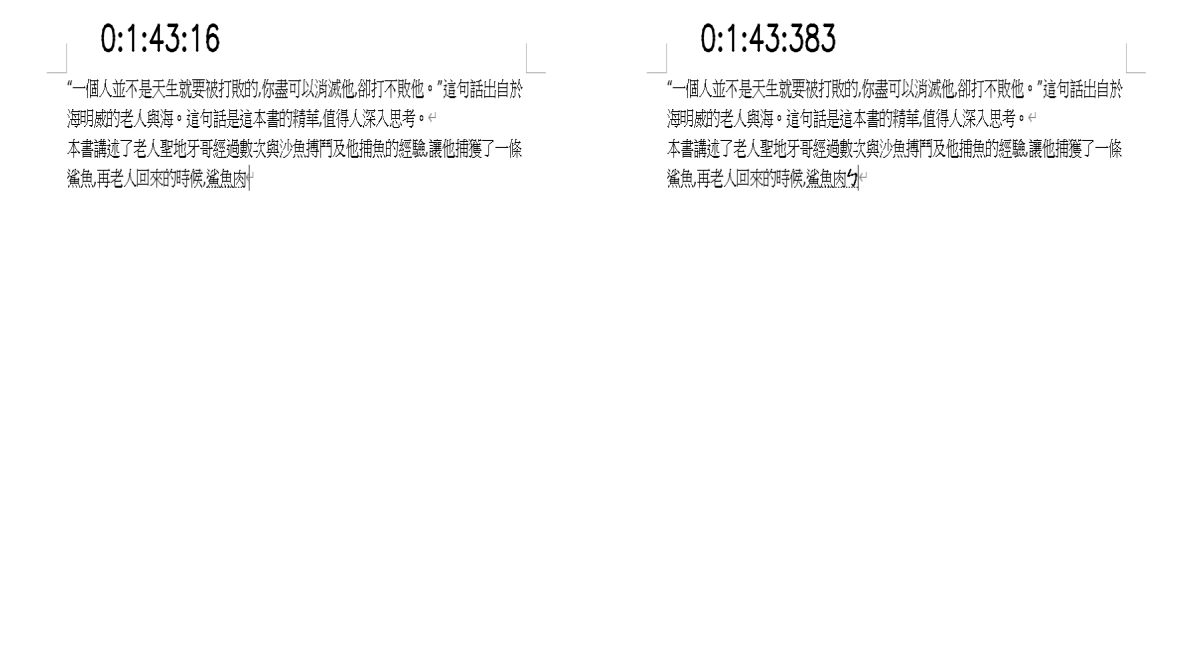 0:1:43:16
“一個人並不是天生就要被打敗的,你盡可以消滅他,卻打不敗他。”這句話出自於
海明威的老人與海。這句話是這本書的精華,值得人深入思考。
本書講述了老人聖地牙哥經過數次與沙魚搏鬥及他捕魚的經驗,讓他捕獲了一條
鯊魚,再老人回來的時候,鯊魚肉
0:1:43:383
“一個人並不是天生就要被打敗的,你盡可以消滅他,卻打不敗他。”這句話出自於
海明威的老人與海。這句話是這本書的精華,值得人深入思考。
本書講述了老人聖地牙哥經過數次與沙魚搏鬥及他捕魚的經驗,讓他捕獲了一條
鯊魚,再老人回來的時候,鯊魚肉ㄅ